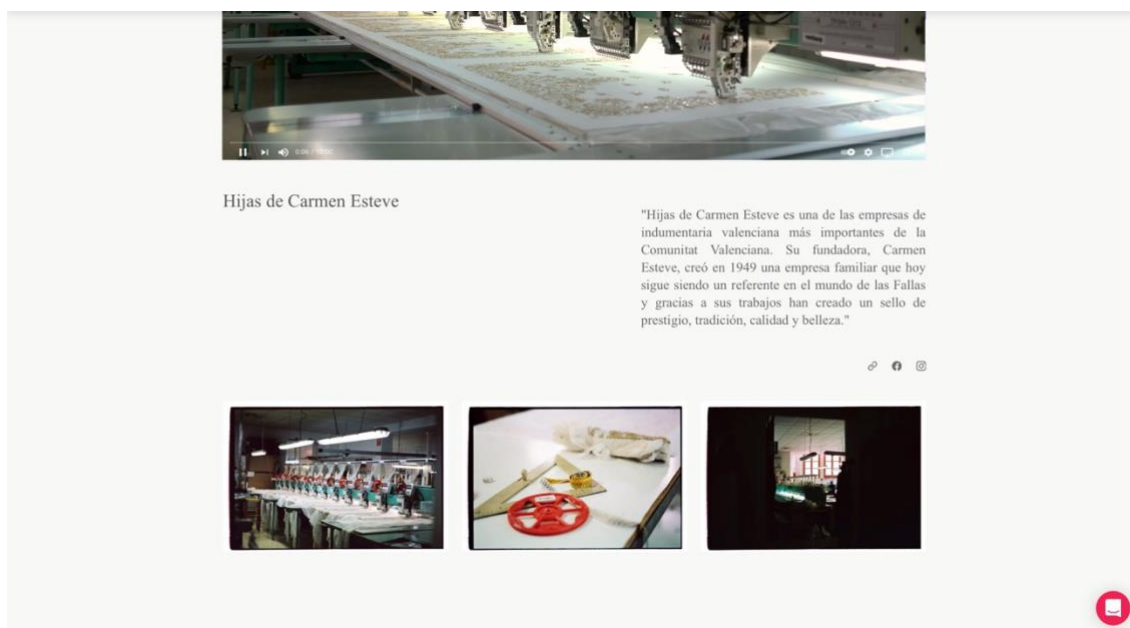 Hijas de Carmen Esteve
"Hijas de Carmen Esteve es una de las empresas de
indumentaria valenciana más importantes de la
Comunitat Valenciana. Su fundadora, Carmen
Esteve, creó en 1949 una empresa familiar que hoy
sigue siendo un referente en el mundo de las Fallas
y gracias a sus trabajos han creado un sello de
prestigio, tradición, calidad y belleza."